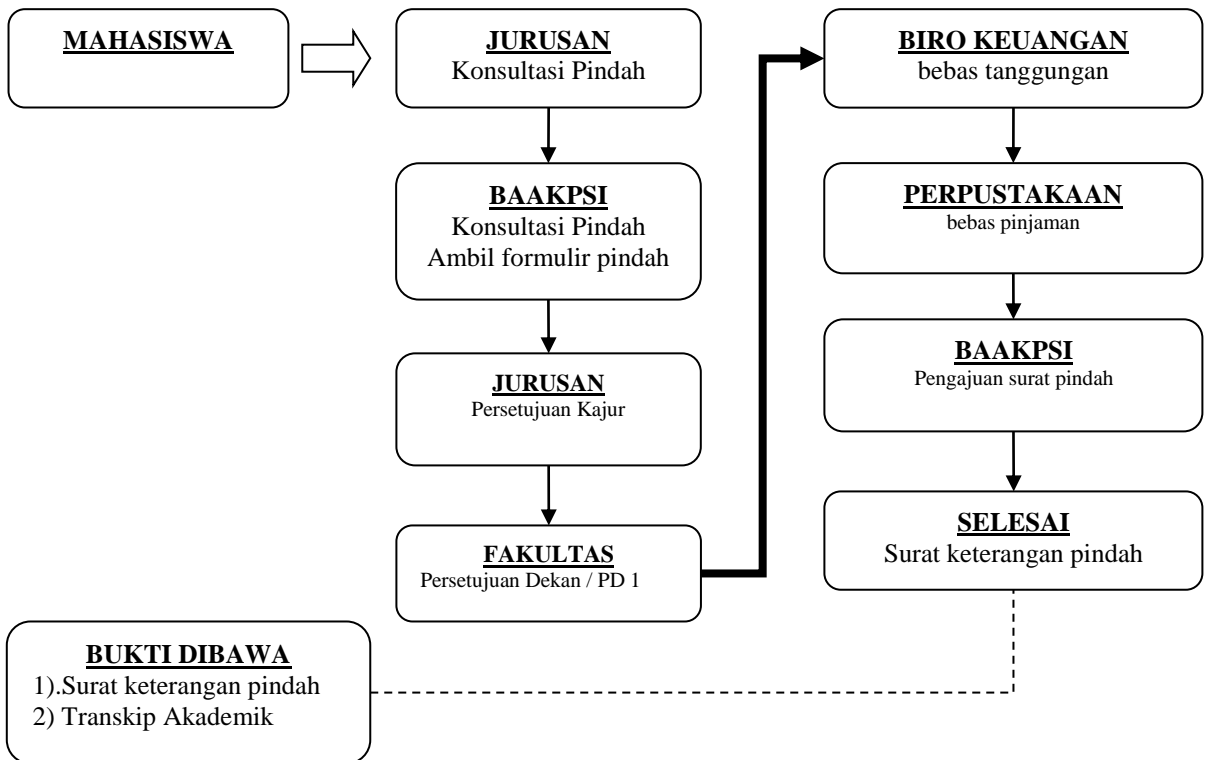 MAHASISWA
JURUSAN
Konsultasi Pindah
BAAKPSI
Konsultasi Pindah
Ambil formulir pindah
JURUSAN
Persetujuan Kajur
FAKULTAS
Persetujuan Dekan / PD 1
BIRO KEUANGAN
bebas tanggungan
PERPUSTAKAAN
bebas pinjaman
BAAKPSI
Pengajuan surat pindah
SELESAI
Surat keterangan pindah
BUKTI DIBAWA
1).Surat keterangan pindah
2) Transkip Akademik